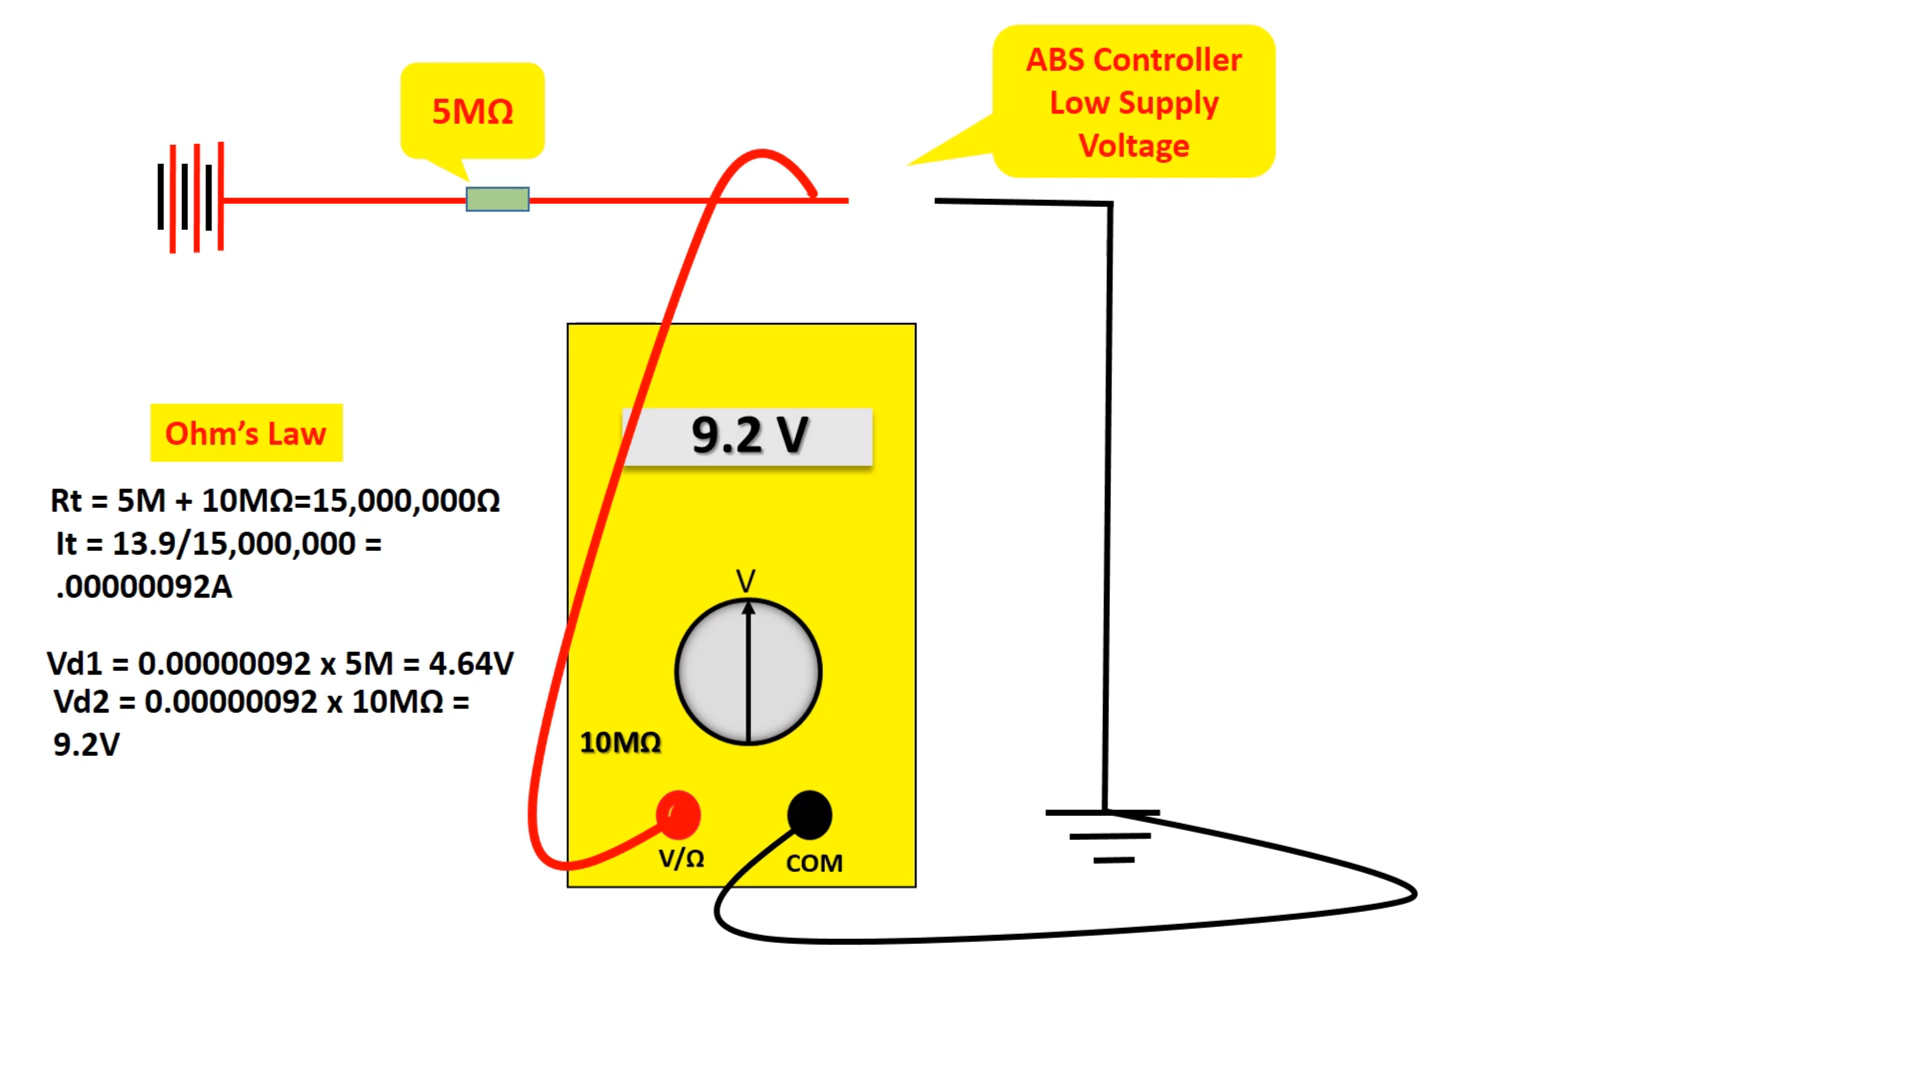 ABS Controller
Low Supply
Voltage
5MΩ
9.2 V
Ohm's Law
Rt = 5M + 10MΩ=15,000,000Ω
It = 13.9/15,000,000 =
.00000092A
Vd1 = 0.00000092 x 5M = 4.64V
Vd2 = 0.00000092 x 10MΩ =
9.2V
V
10MΩ
V/Ω
COM